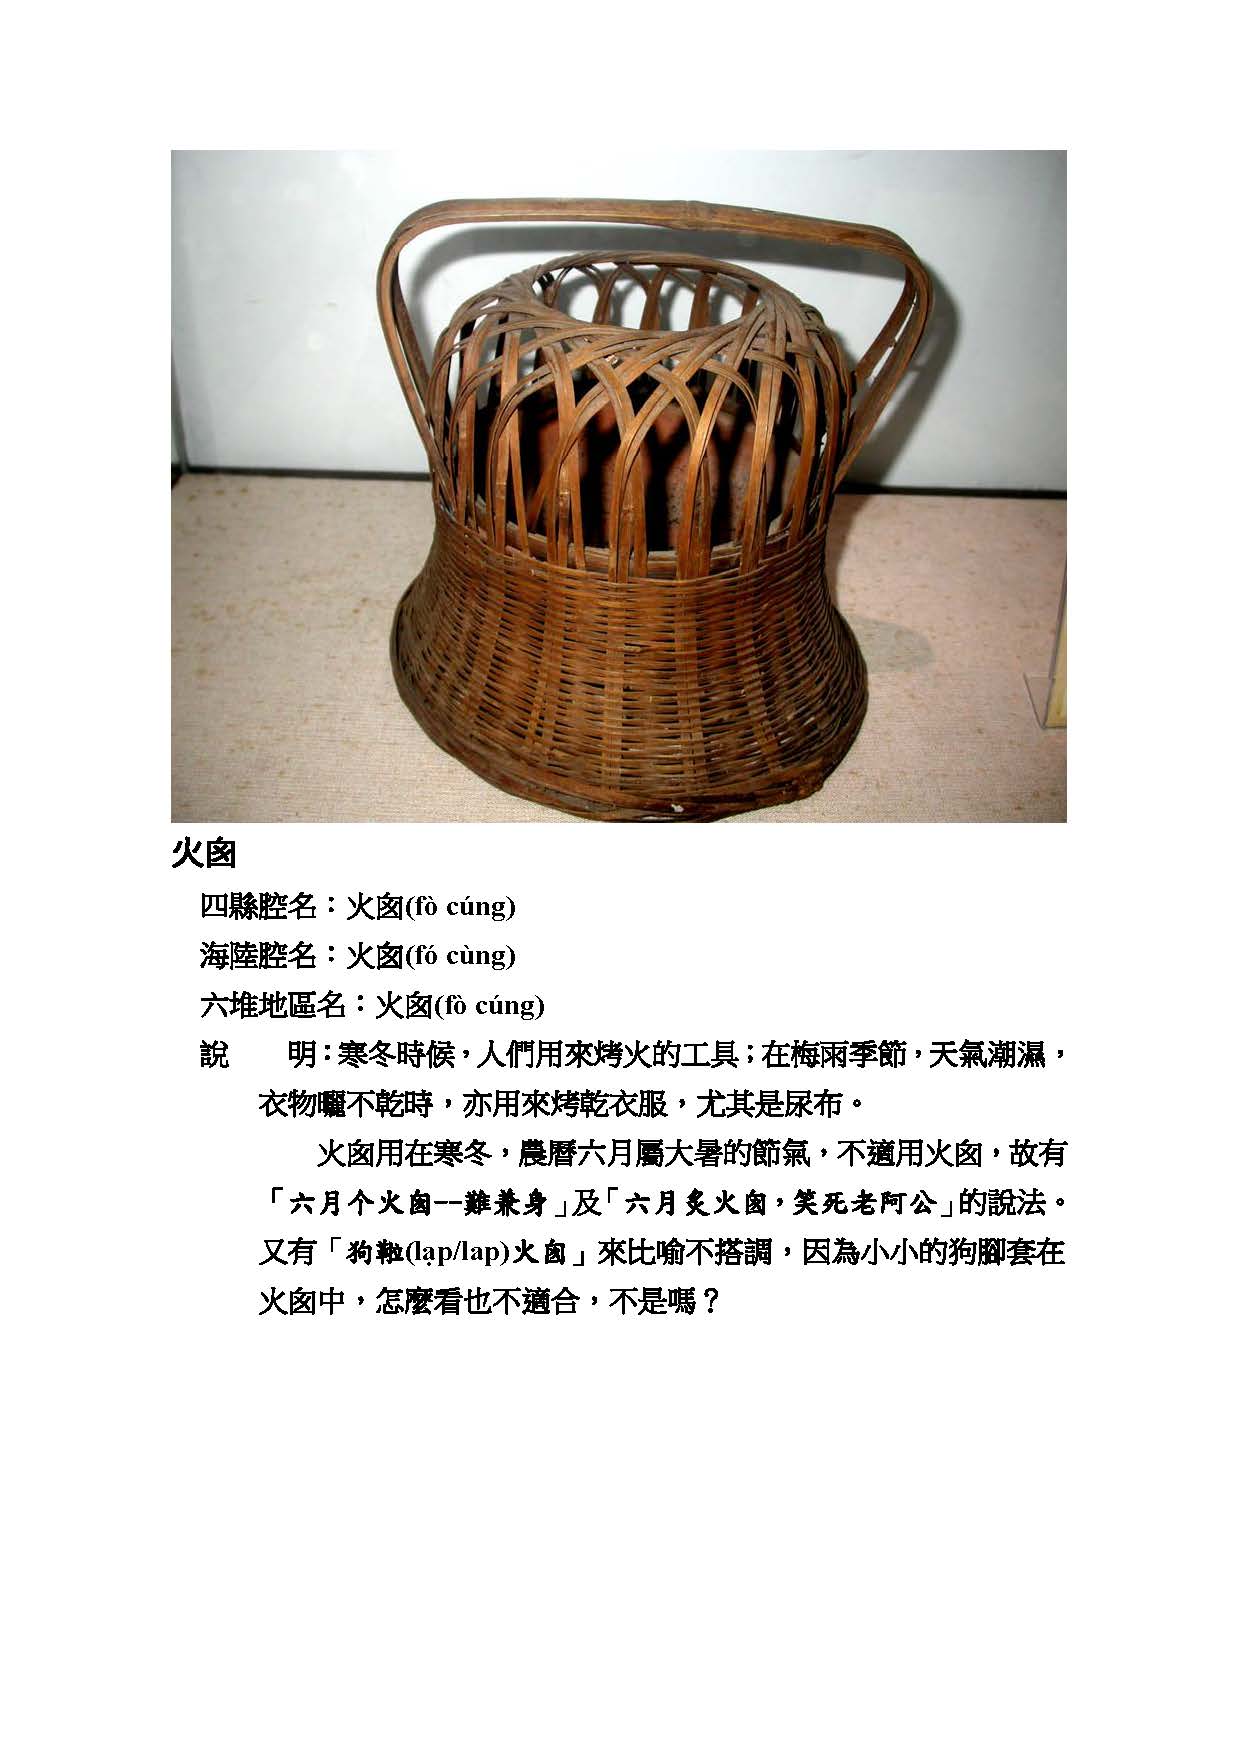 火囪
四縣腔名：火囪(fò cúng)
海陸腔名：火囪(fó cùng)
六堆地區名：火囪(fò cúng)
說　　明：寒冬時候，人們用來烤火的工具；在梅雨季節，天氣潮濕，
衣物曬不乾時，亦用來烤乾衣服，尤其是尿布。
火囪用在寒冬，農曆六月屬大暑的節氣，不適用火囪，故有
「六月个火囪--難兼身」及「六月炙火囪，笑死老阿公」的說法。
又有「狗(lạp/lap)火囪」來比喻不搭調，因為小小的狗腳套在
火囪中，怎麼看也不適合，不是嗎？